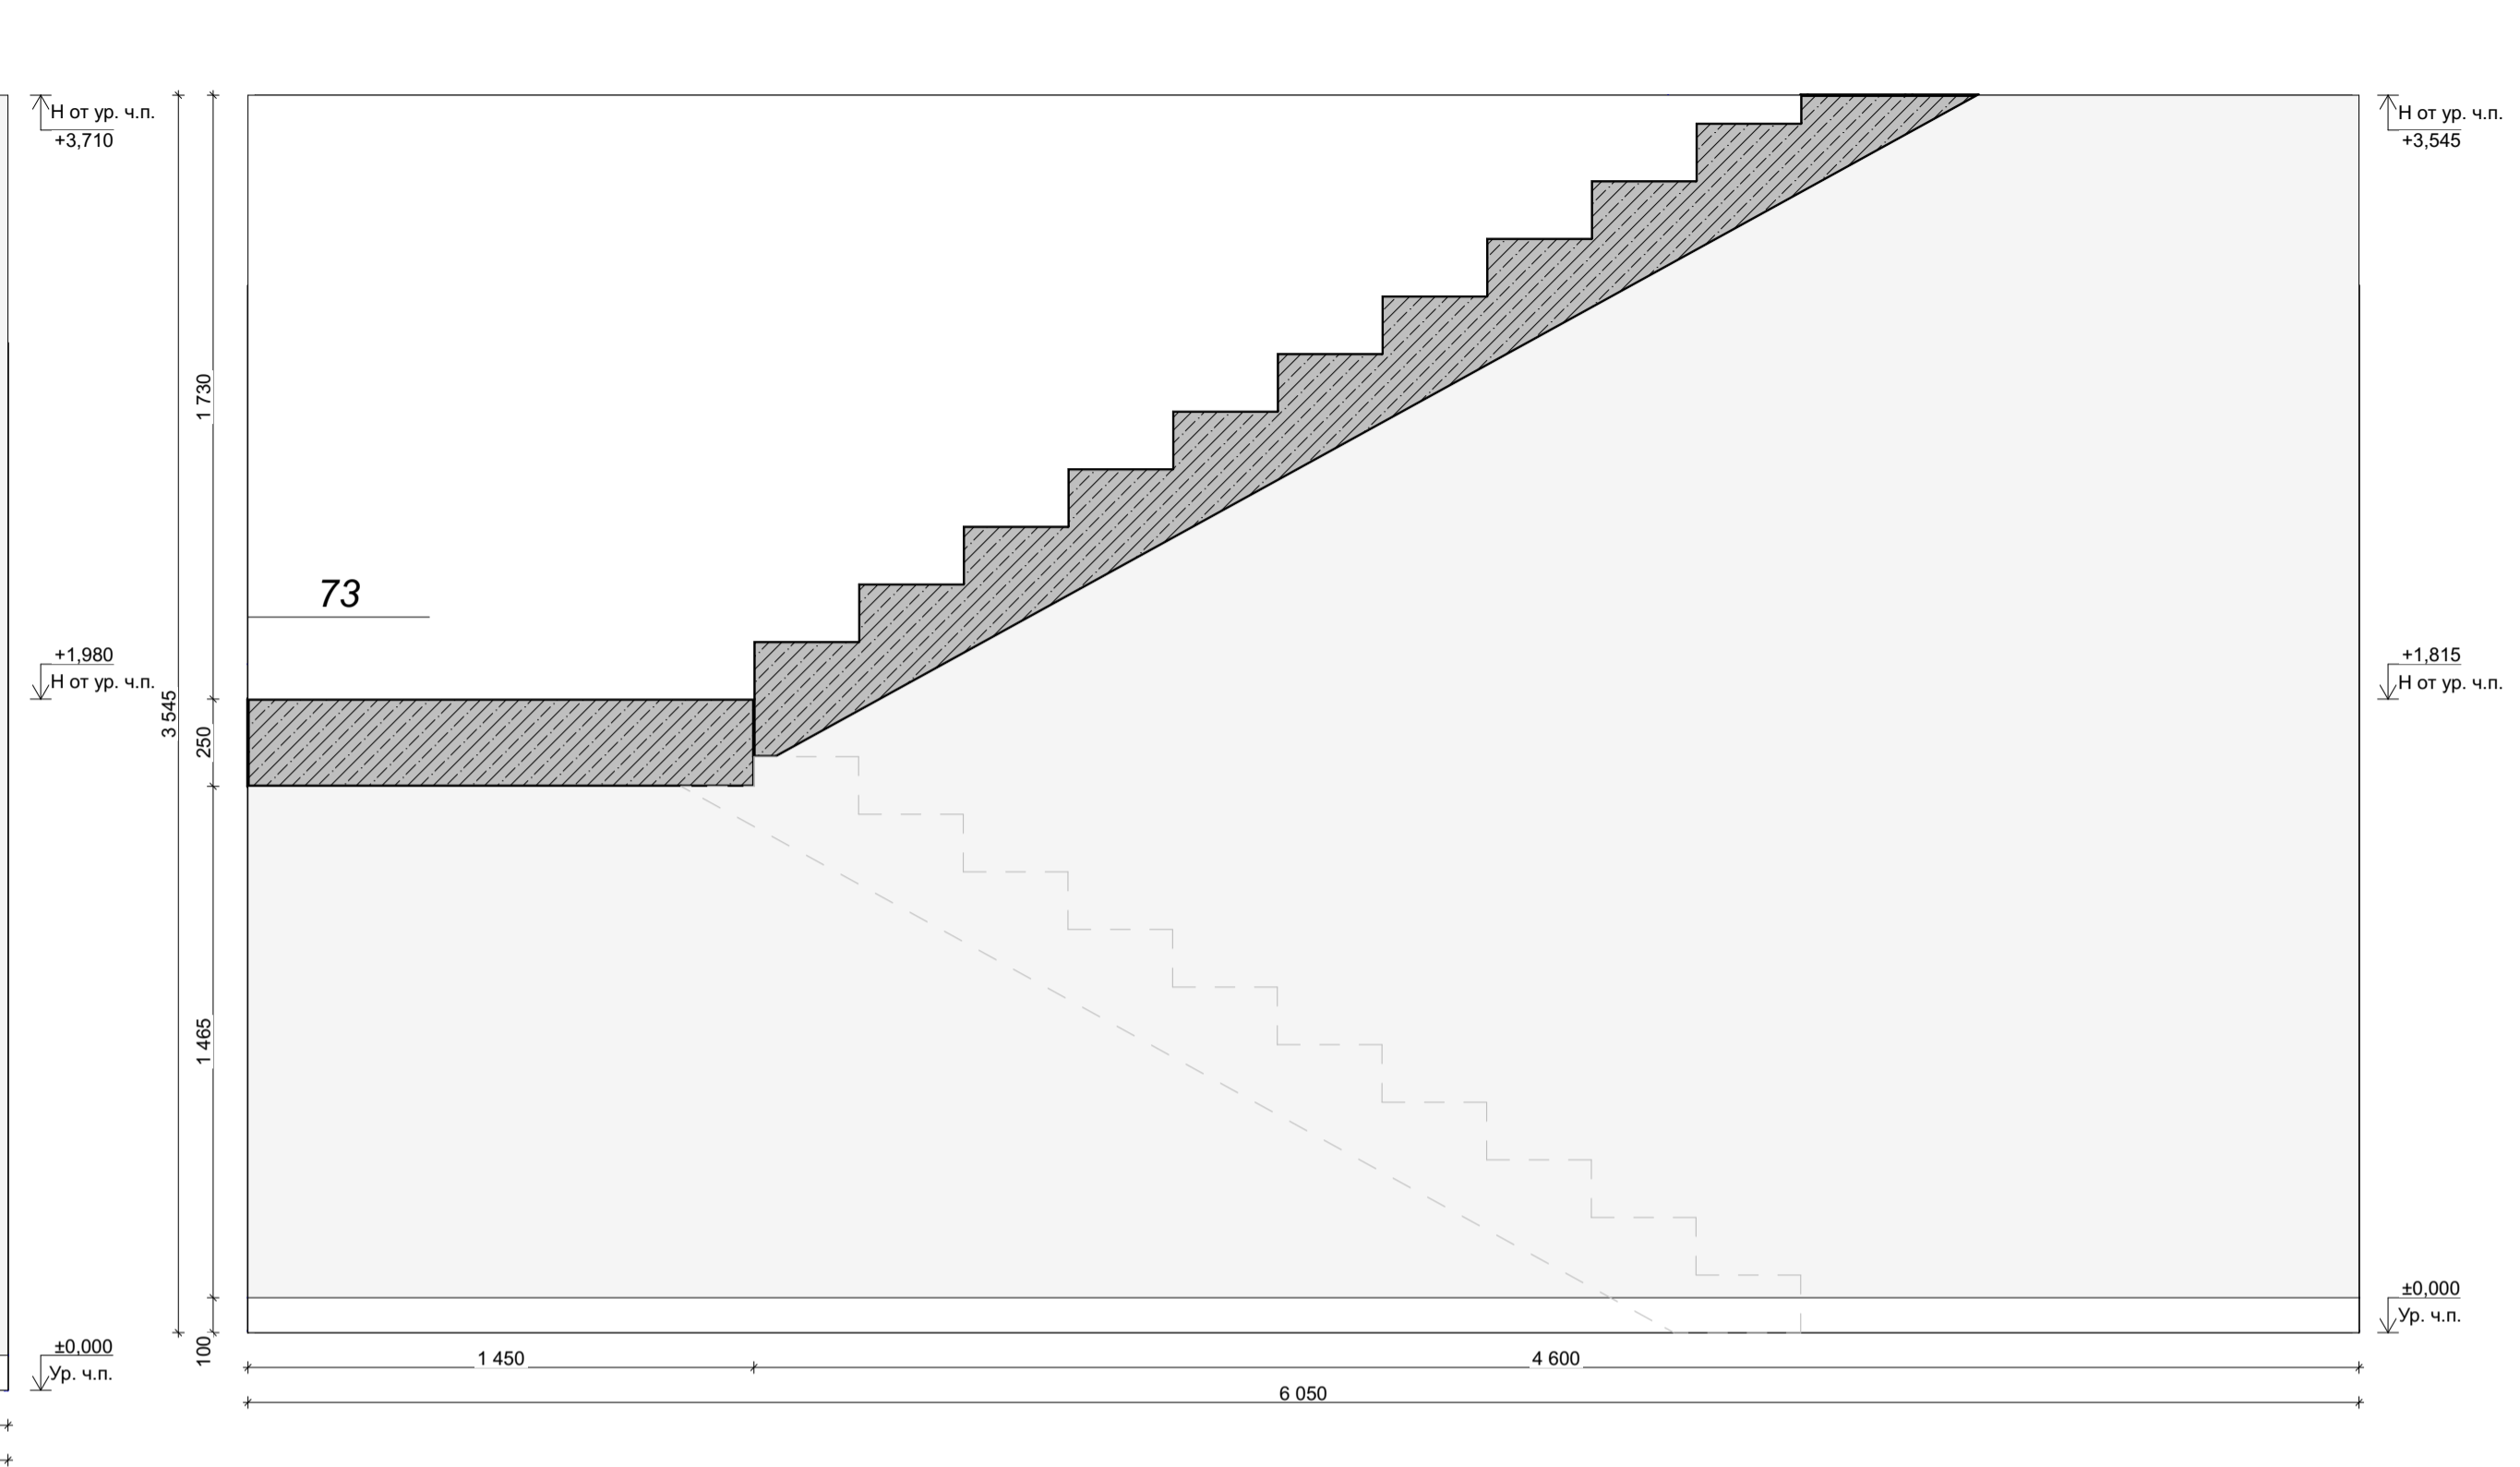 Н от ур. ч.п.
+3,710
Н от ур. ч.п.
+3,545
1 730
73
+1,980
Н от ур. ч.п.
+1,815
Н от ур. ч.п.
3 545
250
1 465
±0,000
Ур. ч.п.
±0,000
Ур. ч.п.
100
1 450
4 600
6 050